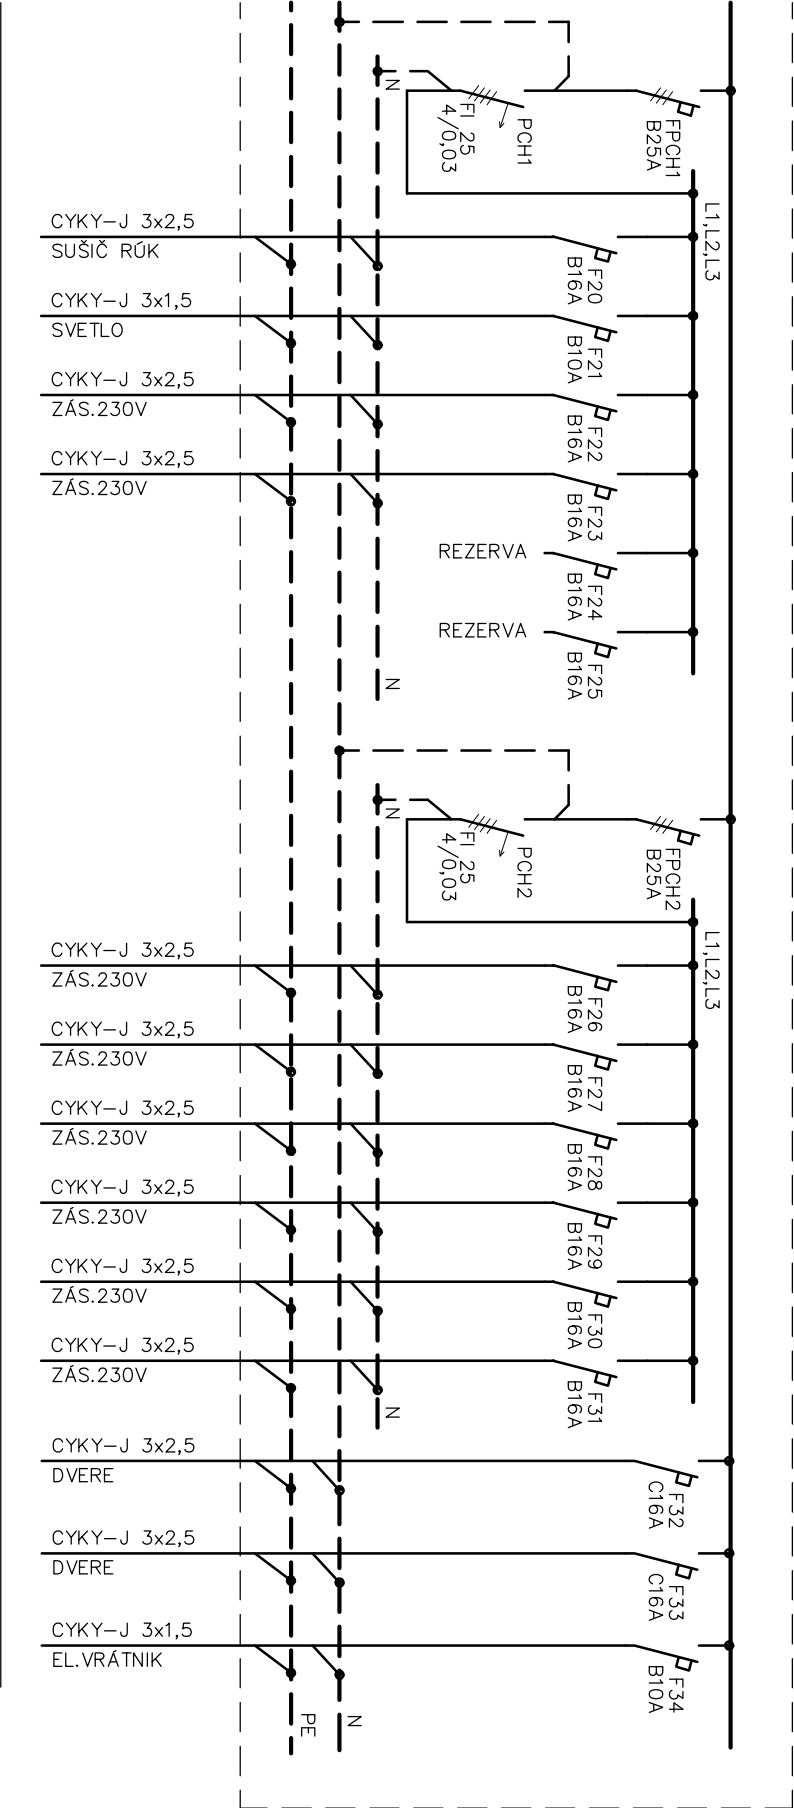 N
FI 25
4/0,03
PCH1
FPCH1
B25A
L1,L2,L3
CYKY-J 3x2,5
SUŠIČ RÚK
F20
B16A
CYKY-J 3x1,5
SVETLO
F21
B10A
CYKY-J 3x2,5
ZÁS.230V
F22
B16A
CYKY-J 3x2,5
ZÁS.230V
F23
B16A
REZERVA
F24
B16A
REZERVA
F25
B16A
N
N
FI 25
4/0,03
PCH2
FPCH2
B25A
L1,L2,L3
CYKY-J 3x2,5
ZÁS.230V
F26
B16A
CYKY-J 3x2,5
ZÁS.230V
F27
B16A
CYKY-J 3x2,5
ZÁS.230V
F28
B16A
CYKY-J 3x2,5
ZÁS.230V
F29
B16A
CYKY-J 3x2,5
ZÁS.230V
F30
B16A
CYKY-J 3x2,5
ZÁS.230V
F31
B16A
N
CYKY-J 3x2,5
DVERE
F32
C16A
CYKY-J 3x2,5
DVERE
F33
C16A
CYKY-J 3x1,5
EL.VRÁTNIK
F34
B10A
PE
N